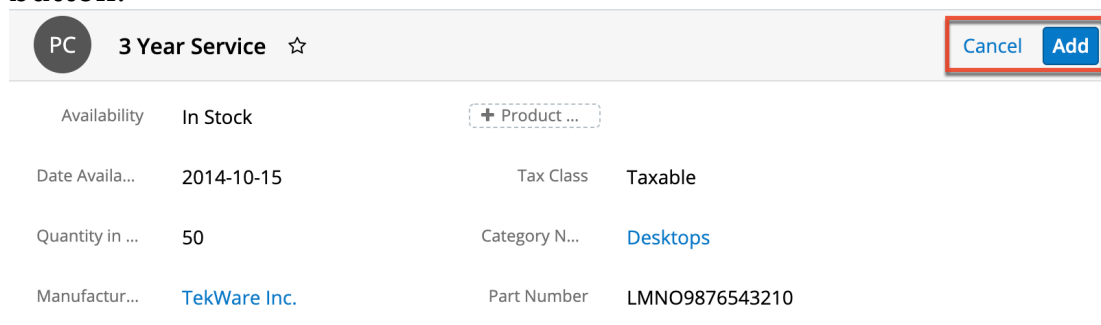 PC 3 Year Service Cancel Add
Availability In Stock + Product ...
Date Availa... 2014-10-15 Tax Class Taxable
Quantity in ... 50 Category N... Desktops
Manufactur... TekWare Inc. Part Number LMNO9876543210